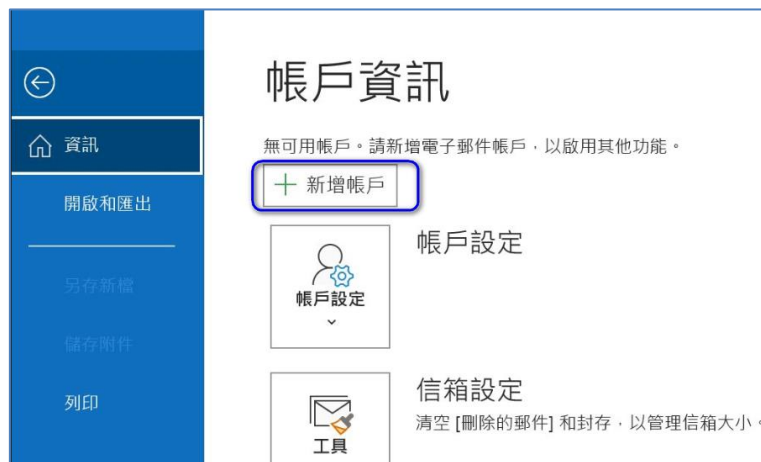 帳戶資訊
資訊
無可用帳戶。請新增電子郵件帳戶，以啟用其他功能。
新增帳戶
開啟和匯出
帳戶設定
帳戶設定
另存新檔
儲存附件
列印
信箱設定
清空 [刪除的郵件] 和封存，以管理信箱大小。
工具